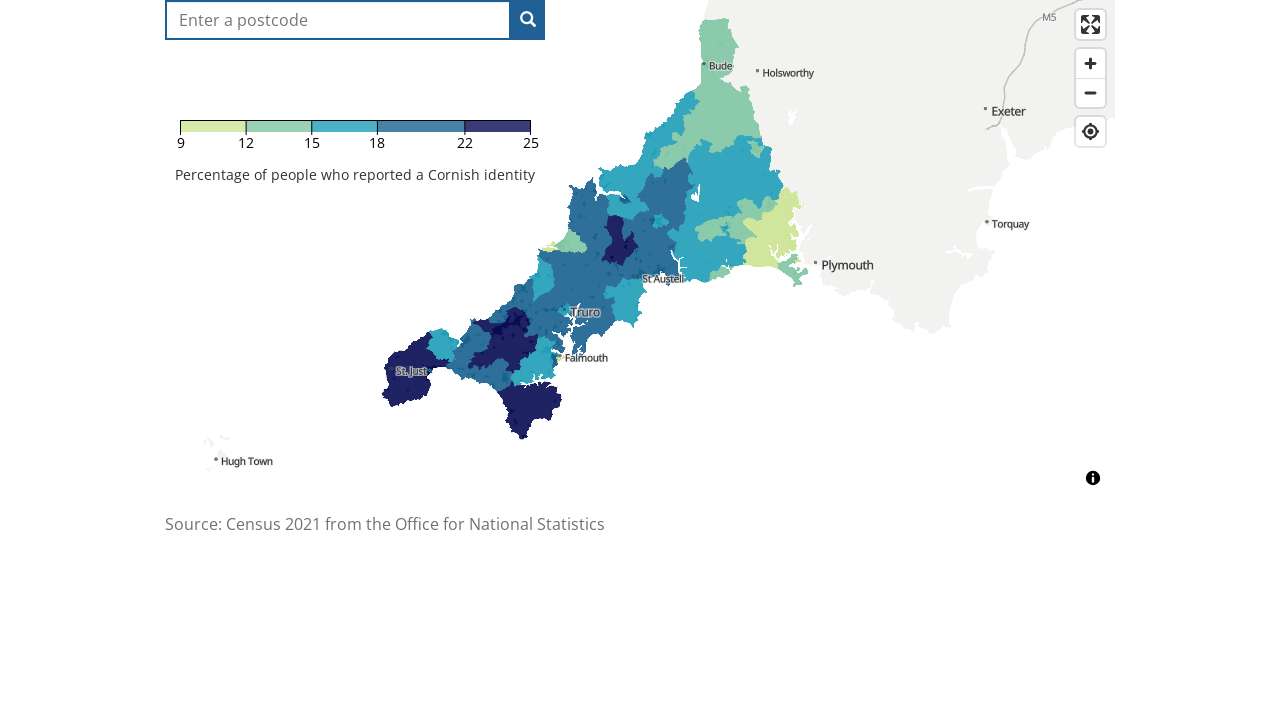 Enter a postcode
M5
Bude
Holsworthy
Exeter
9 12 15 18 22 25
Percentage of people who reported a Cornish identity
Torquay
Plymouth
St Austell
Truro
Falmouth
St. Just
Hugh Town
Source: Census 2021 from the Office for National Statistics